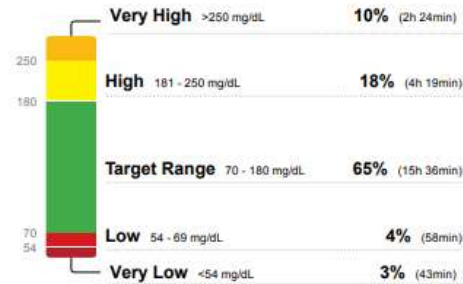 Very High >250 mg/dL 10% (2h 24min)
250
High 181 - 250 mg/dL 18% (4h 19min)
180
Target Range 70 - 180 mg/dL 65% (15h 36min)
70
Low 54 - 69 mg/dL 4% (58min)
54
Very Low <54 mg/dL 3% (43min)